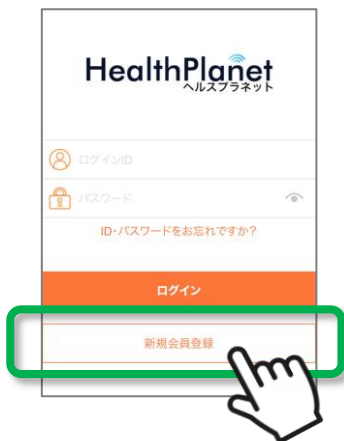 HealthPlanet
ヘルスプラネット
ログインID
パスワード
ID・パスワードをお忘れですか？
ログイン
新規会員登録